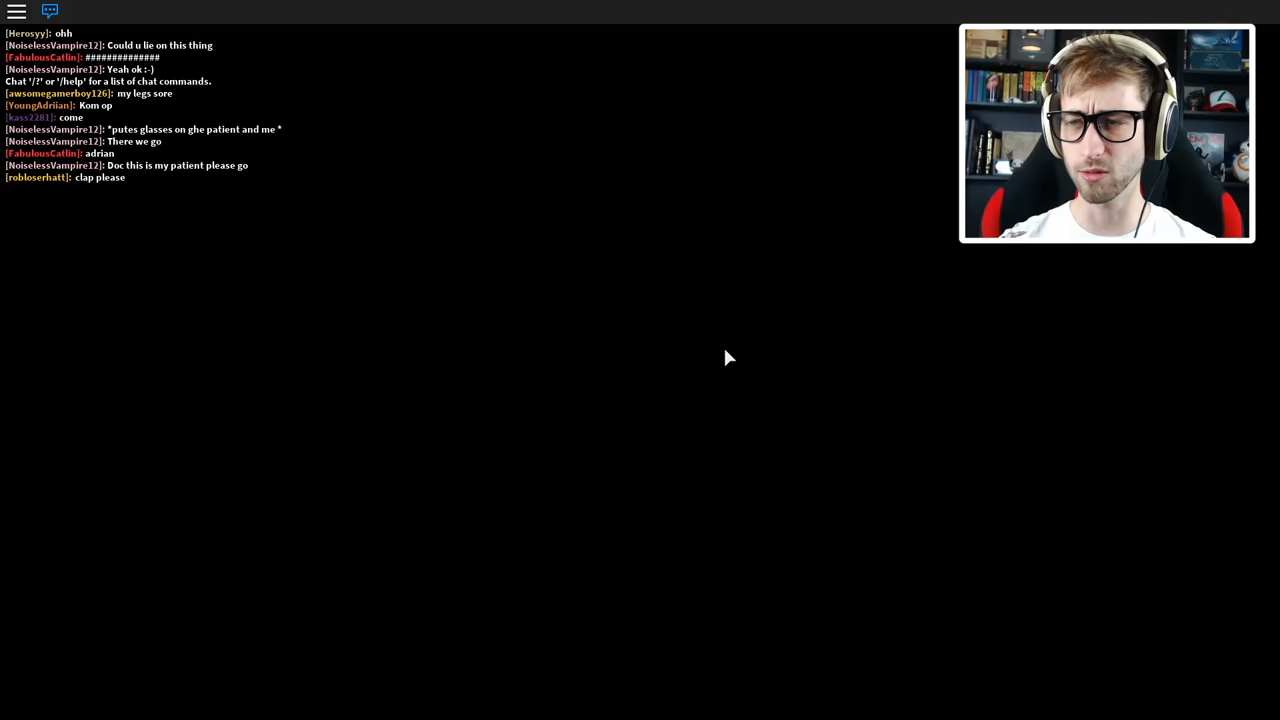 [Herosyy]: ohh
[NoiselessVampire12]: Could u lie on this thing
[FabulousCatlin]: ##############
[NoiselessVampire12]: Yeah ok :-)
Chat '/?' or '/help' for a list of chat commands.
[awsomegamerboy126]: my legs sore
[YoungAdriian]: Kom op
[kass2281]: come
[NoiselessVampire12]: *putes glasses on ghe patient and me *
[NoiselessVampire12]: There we go
[FabulousCatlin]: adrian
[NoiselessVampire12]: Doc this is my patient please go
[robloserhatt]: clap please